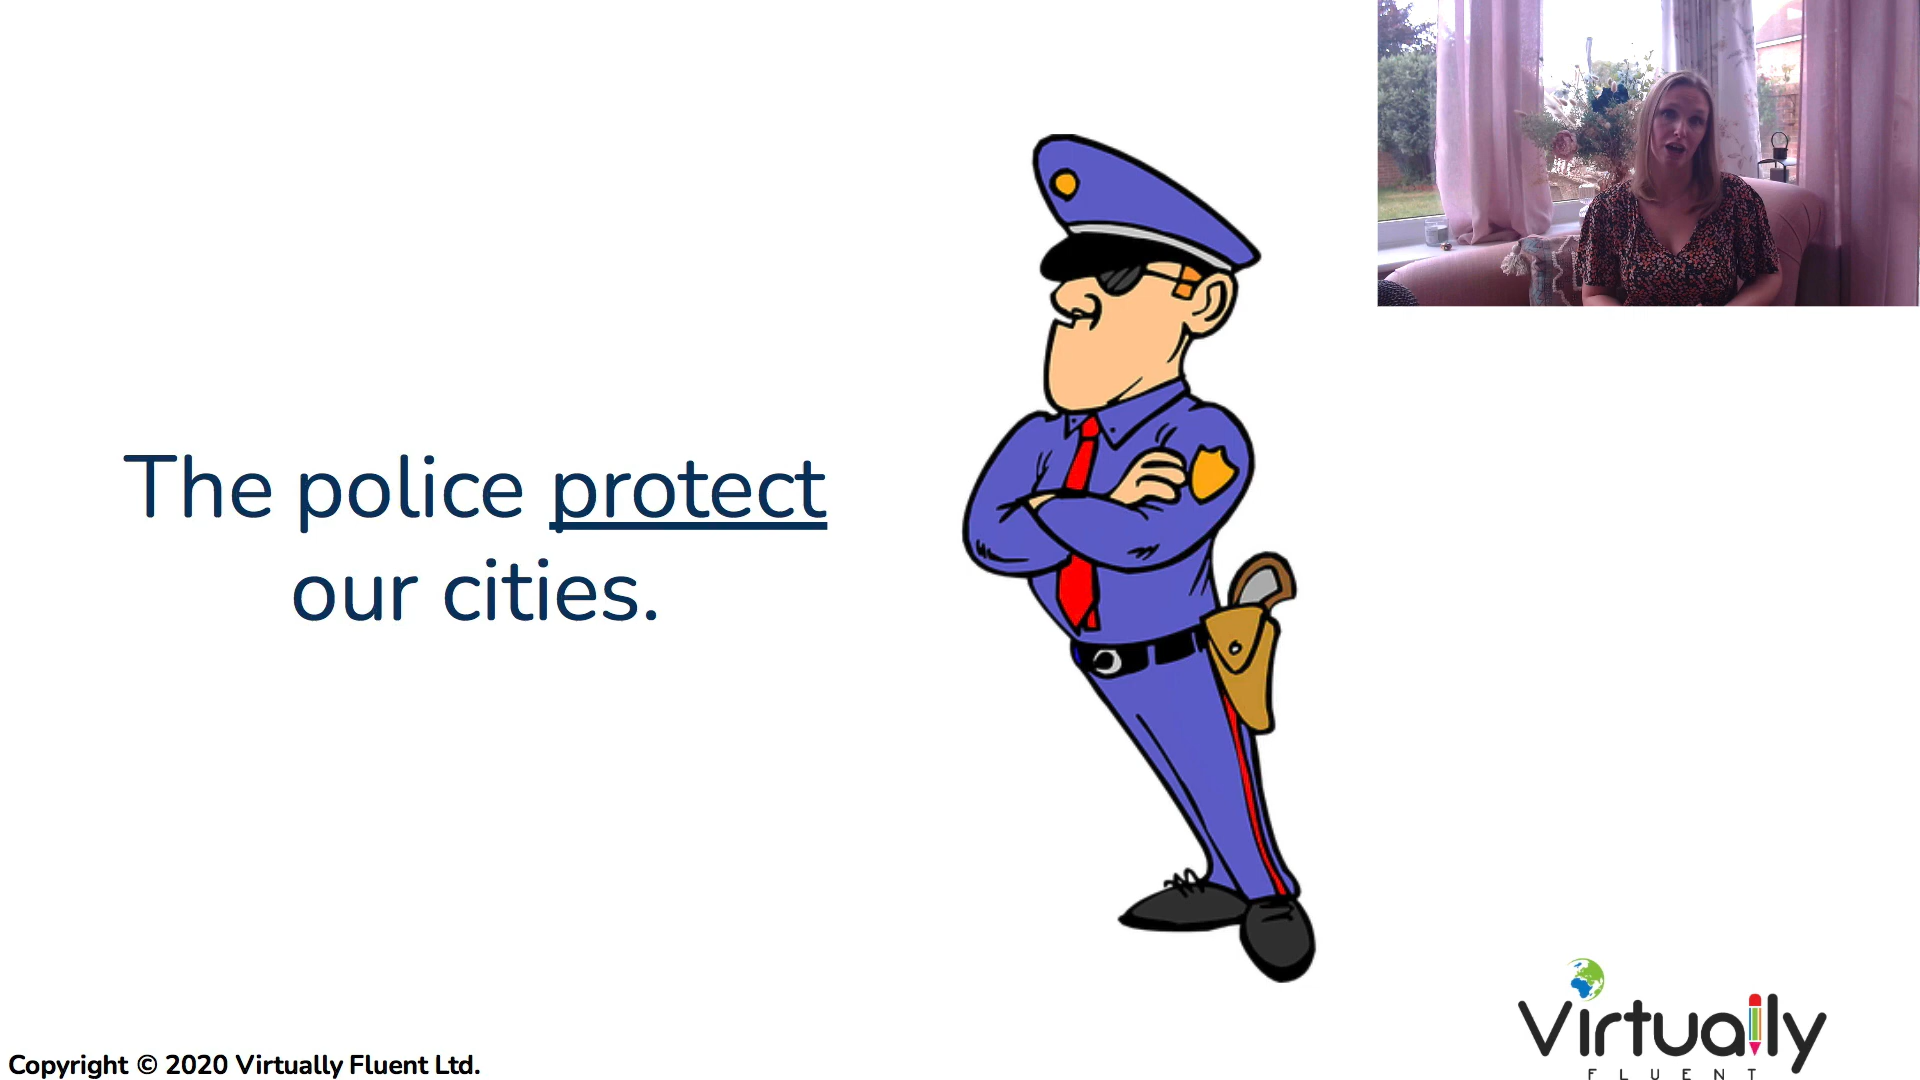 The police protect
our cities.
Virtually
FLUENT
Copyright © 2020 Virtually Fluent Ltd.